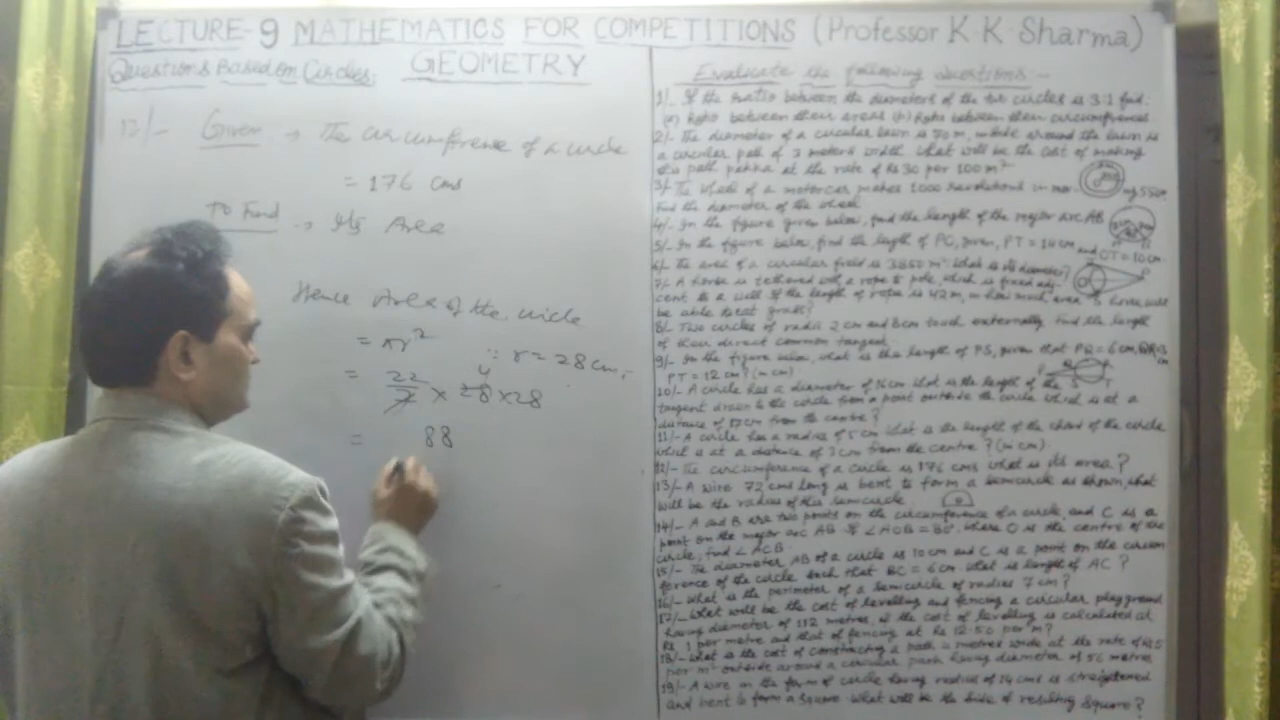 LECTURE-9 MATHEMATICS FOR COMPETITIONS (Professor K.K.Sharma)
Questions Based on Circles: GEOMETRY
12/- Given → The circumference of a circle
= 176 cms
To Find → Its Area
Hence Area of the circle
= πr²
∵ r = 28 cm,
4
= 22/7 × 28 × 28
= 88
Evaluate the following Questions:-
1/- If the ratio between the diameters of the two circles is 3:1 find:
(a) Ratio between their areas (b) Ratio between their circumferences
2/- The diameter of a circular lawn is 70 m, inside around the lawn is
a circular path of 3 meters width. What will be the cost of making
this path pakka at the rate of Rs 30 per 100 m²
3/- The wheel of a motorcar makes 1000 revolutions in mov ing 550m
Find the diameter of the wheel
4/- In the figure given below, find the length of the major arc AB
5/- In the figure below, find the length of PC, given, PT = 14 cm and OT = 10 cm
6/- The area of a circular field is 3850 m². What is its diameter?
7/- A horse is tethered with a rope to pole, which is fixed adj-
cent to a wall if the length of rope is 42 m, in how much area horse will
be able to eat grass?
8/- Two circles of radii 2 cm and 8 cm touch externally. Find the length
of their direct common tangent.
9/- In the figure below, what is the length of PS, given that PQ = 6 cm,
PT = 12 cm? (in cm)
10/- A circle has a diameter of 16 cm what is the length of the
tangent drawn to the circle from a point outside the circle which is at a
distance of 17 cm from the centre?
11/- A circle has a radius of 5 cm what is the length of the chord of the circle
which is at a distance of 3 cm from the centre? (in cm)
12/- The circumference of a circle is 176 cms what is its area?
13/- A wire 72 cms long is bent to form a semicircle as shown, what
will be the radius of this semicircle.
14/- A and B are two points on the circumference of a circle and C is a
point on the major arc AB if ∠AOB = 80°. Where O is the centre of the
circle, find ∠ACB.
15/- The diameter AB of a circle is 10 cm and C is a point on the circum
ference of the circle such that BC = 6 cm. What is length of AC?
16/- What is the perimeter of a semicircle of radius 7 cm?
17/- What will be the cost of levelling and fencing a circular playground
having diameter of 112 metres, if the cost of levelling is calculated at
Rs 1 per metre and that of fencing at Rs 12.50 per m?
18/- What is the cost of constructing a path metres wide at the rate of Rs 5
per m² outside around a circular park having diameter of 56 metres
19/- A wire in the form of circle having radius of 14 cms is straightened
and bent to form a square. What will be the side of resulting square?